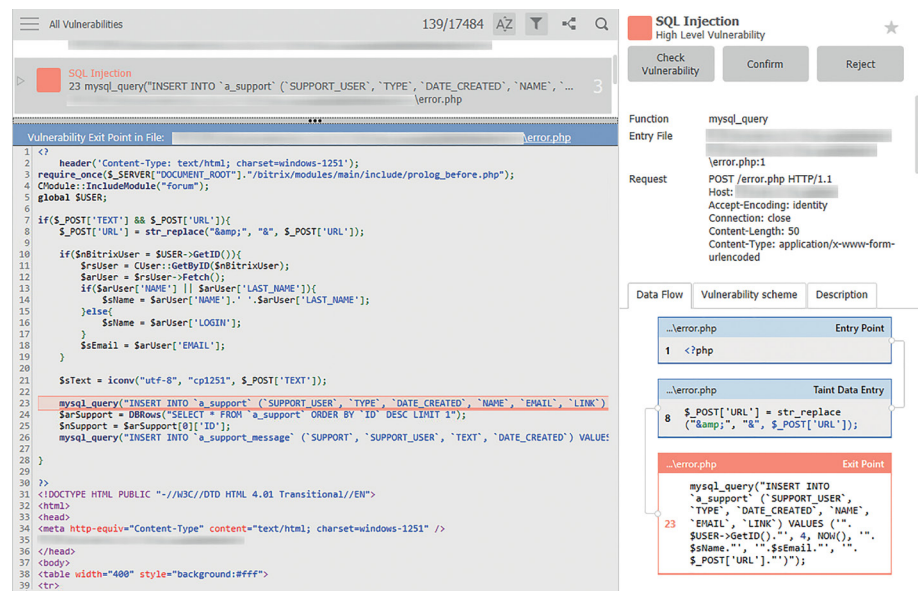 All Vulnerabilities
139/17484
AZ
SQL Injection
23 mysql_query("INSERT INTO `a_support` (`SUPPORT_USER`, `TYPE`, `DATE_CREATED`, `NAME`, `...
\error.php
3
Vulnerability Exit Point in File:
\error.php
1 <?
2 header('Content-Type: text/html; charset=windows-1251');
3 require_once($_SERVER["DOCUMENT_ROOT"]."/bitrix/modules/main/include/prolog_before.php");
4 CModule::IncludeModule("forum");
5 global $USER;
6
7 if($_POST['TEXT'] && $_POST['URL']){
8 $_POST['URL'] = str_replace("&amp;", "&", $_POST['URL']);
9
10 if($nBitrixUser = $USER->GetID()){
11 $rsUser = CUser::GetByID($nBitrixUser);
12 $arUser = $rsUser->Fetch();
13 if($arUser['NAME'] || $arUser['LAST_NAME']){
14 $sName = $arUser['NAME'].' '.$arUser['LAST_NAME'];
15 }else{
16 $sName = $arUser['LOGIN'];
17 }
18 $sEmail = $arUser['EMAIL'];
19 }
20
21 $sText = iconv("utf-8", "cp1251", $_POST['TEXT']);
22
23 mysql_query("INSERT INTO `a_support` (`SUPPORT_USER`, `TYPE`, `DATE_CREATED`, `NAME`, `EMAIL`, `LINK`)
24 $arSupport = DBRows("SELECT * FROM `a_support` ORDER BY `ID` DESC LIMIT 1");
25 $nSupport = $arSupport[0]['ID'];
26 mysql_query("INSERT INTO `a_support_message` (`SUPPORT`, `SUPPORT_USER`, `TEXT`, `DATE_CREATED`) VALUES
27
28 }
29
30 ?>
31 <!DOCTYPE HTML PUBLIC "-//W3C//DTD HTML 4.01 Transitional//EN">
32 <html>
33 <head>
34 <meta http-equiv="Content-Type" content="text/html; charset=windows-1251" />
35
36 </head>
37 <body>
38 <table width="400" style="background:#fff">
39 <tr>
SQL Injection
High Level Vulnerability
Check
Vulnerability
Confirm
Reject
Function mysql_query
Entry File
\error.php:1
Request POST /error.php HTTP/1.1
Host:
Accept-Encoding: identity
Connection: close
Content-Length: 50
Content-Type: application/x-www-form-
urlencoded
Data Flow
Vulnerability scheme
Description
...\error.php Entry Point
1 <?php
...\error.php Taint Data Entry
8 $_POST['URL'] = str_replace
("&amp;", "&", $_POST['URL']);
...\error.php Exit Point
mysql_query("INSERT INTO
`a_support` (`SUPPORT_USER`,
`TYPE`, `DATE_CREATED`, `NAME`,
23 `EMAIL`, `LINK`) VALUES ('".
$USER->GetID()."', 4, NOW(), '".
$sName."', '".$sEmail."', '".
$_POST['URL']."')");